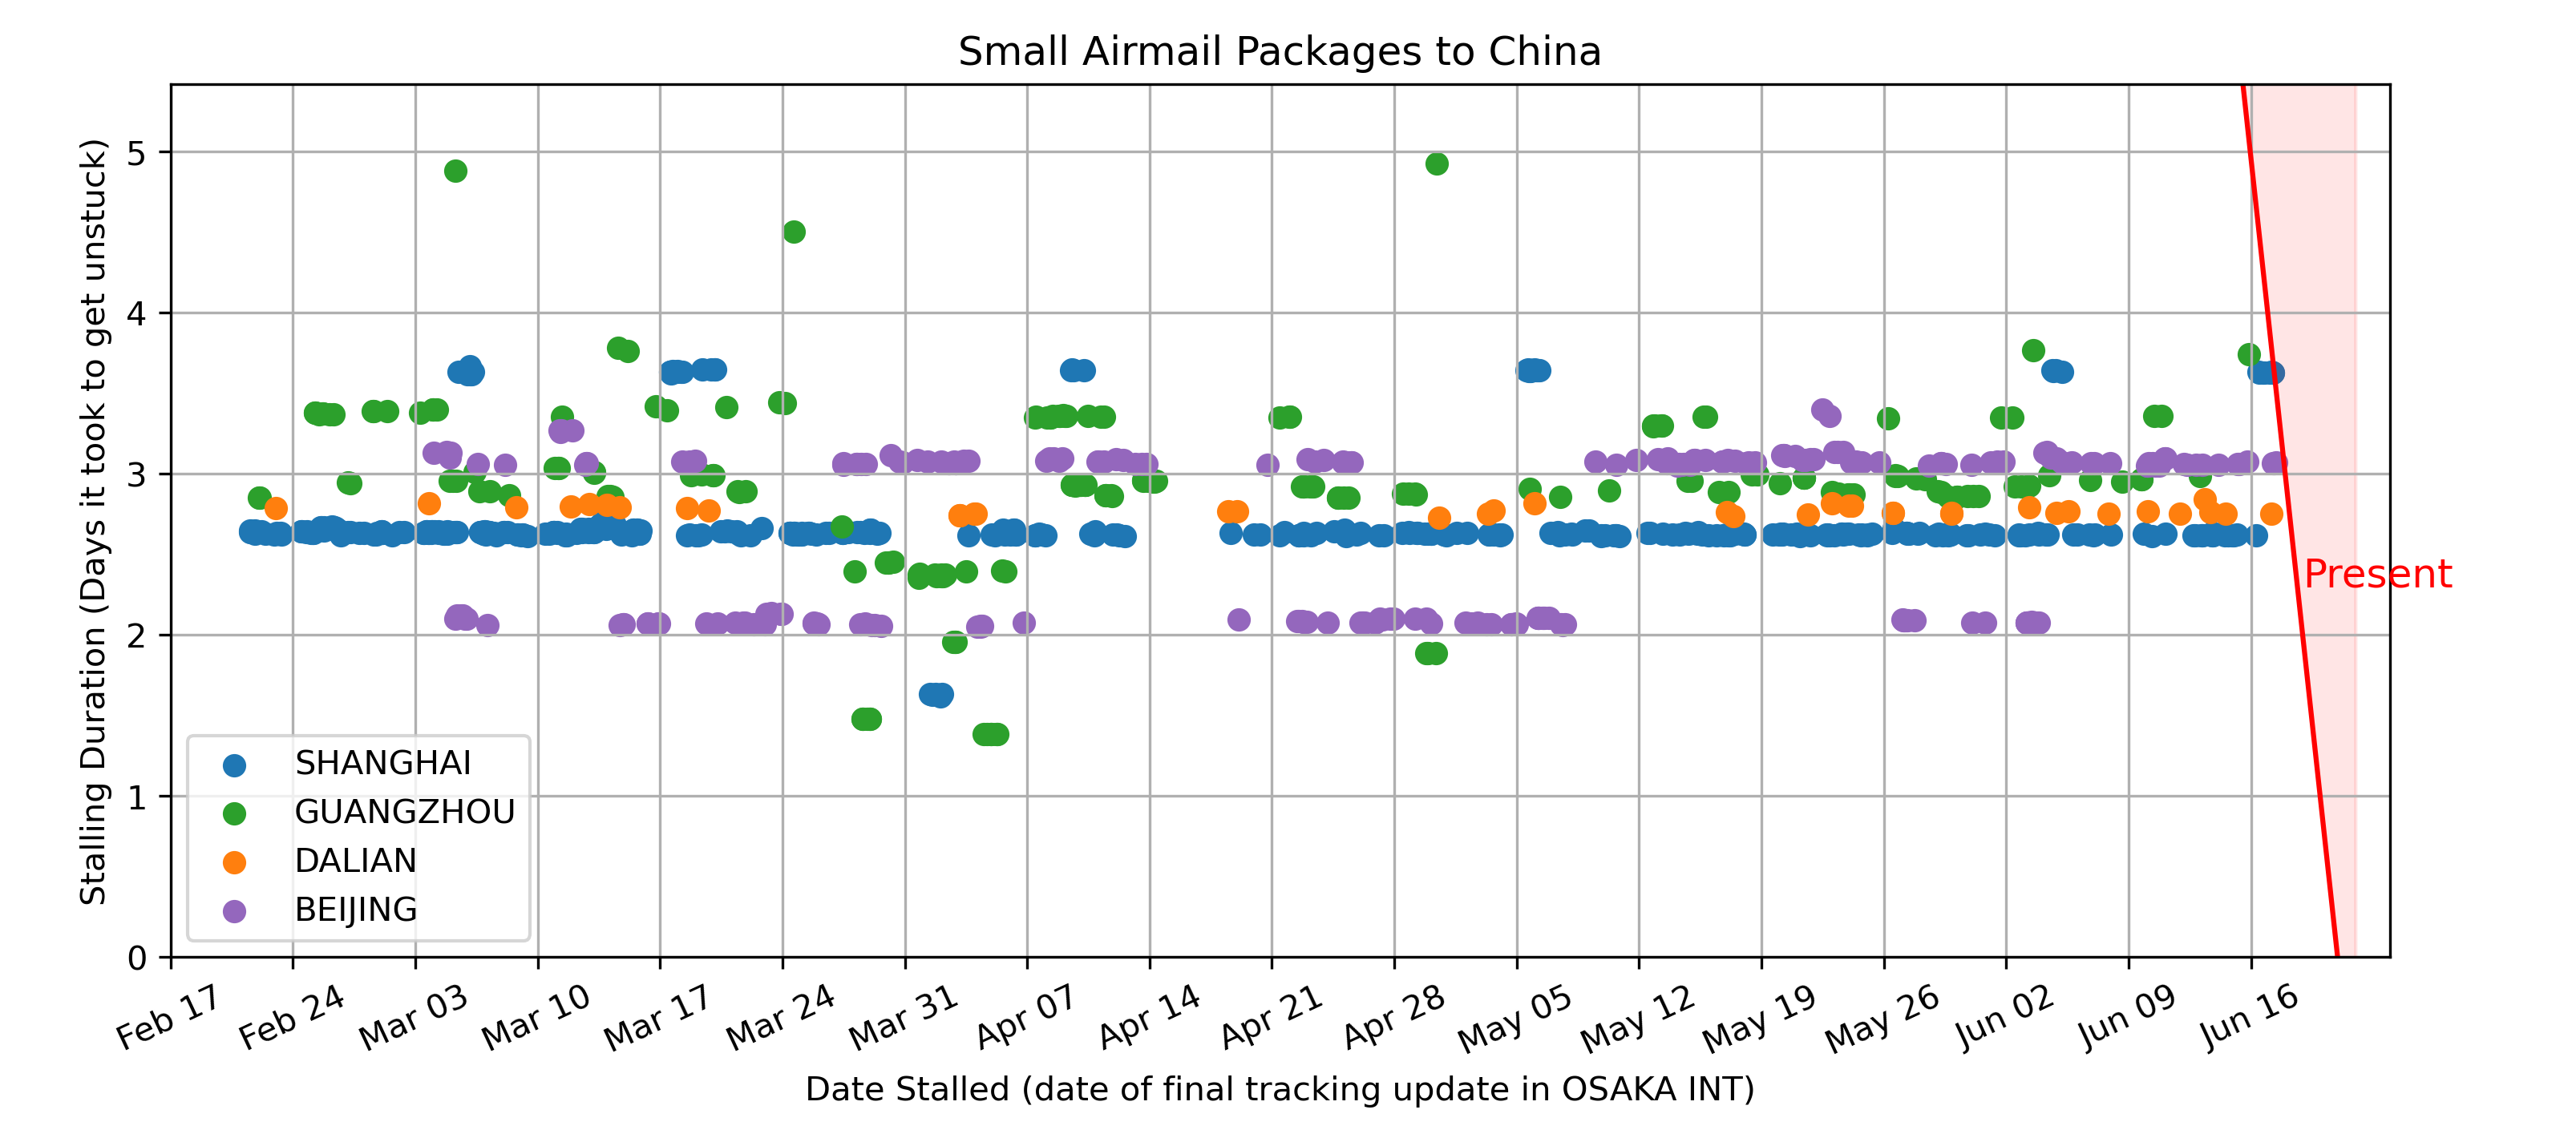 Small Airmail Packages to China
Stalling Duration (Days it took to get unstuck)
5
4
3
2
1
0
Present
SHANGHAI
GUANGZHOU
DALIAN
BEIJING
Feb 17
Feb 24
Mar 03
Mar 10
Mar 17
Mar 24
Mar 31
Apr 07
Apr 14
Apr 21
Apr 28
May 05
May 12
May 19
May 26
Jun 02
Jun 09
Jun 16
Date Stalled (date of final tracking update in OSAKA INT)